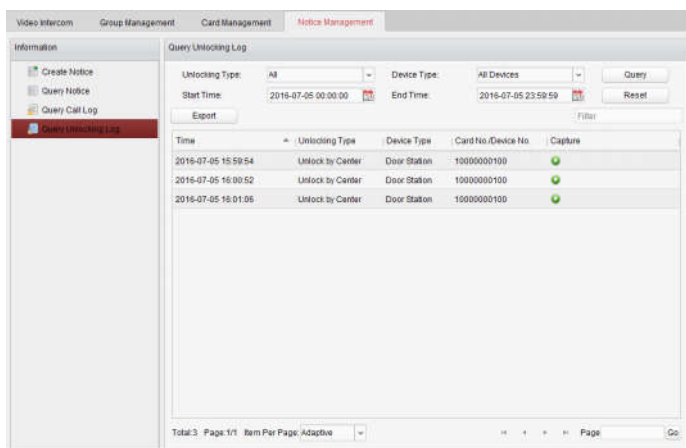 Video Intercom Group Management Card Management Notice Management
Information
Query Unlocking Log
Create Notice
Query Notice
Query Call Log
Query Unlocking Log
Unlocking Type: All Device Type: All Devices Query
Start Time: 2016-07-05 00:00:00 End Time: 2016-07-05 23:59:59 Reset
Export Filter
Time Unlocking Type Device Type Card No./Device No. Capture
2016-07-05 15:59:54 Unlock by Center Door Station 10000000100
2016-07-05 16:00:52 Unlock by Center Door Station 10000000100
2016-07-05 16:01:06 Unlock by Center Door Station 10000000100
Total:3 Page:1/1 Item Per Page: Adaptive Page Go